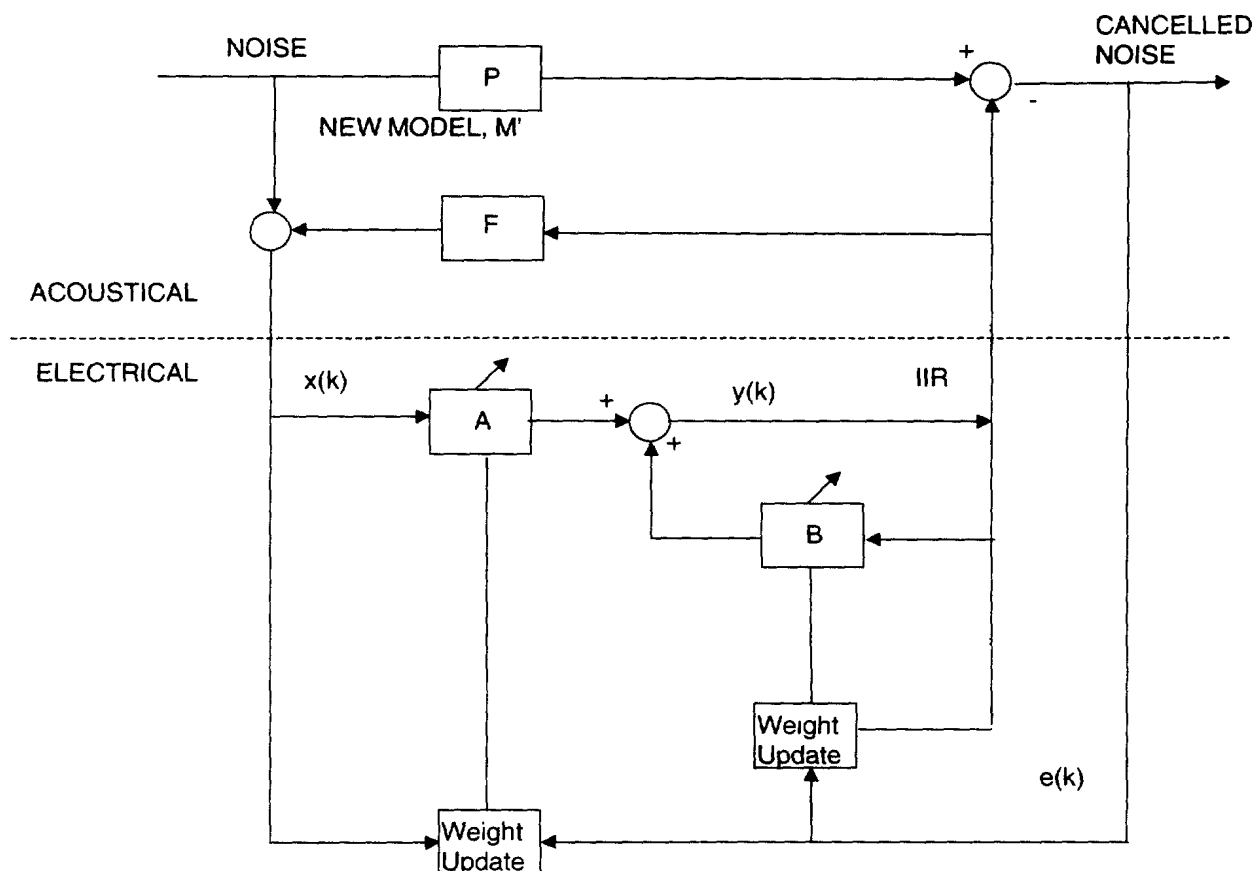 CANCELLED
NOISE
NOISE
P
+
-
NEW MODEL, M'
F
ACOUSTICAL
ELECTRICAL
x(k)
A
+
+
y(k)
IIR
B
Weight
Update
e(k)
Weight
Update